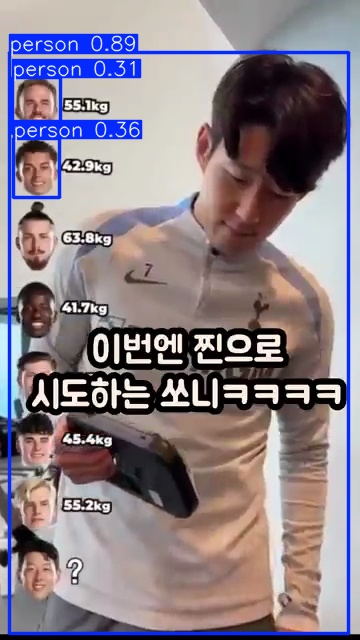 person 0.89
person 0.31
55.1kg
person 0.36
42.9kg
63.8kg
7
41.7kg
이번엔 찐으로
시도하는 쏘니ㅋㅋㅋㅋ
45.4kg
55.2kg
?